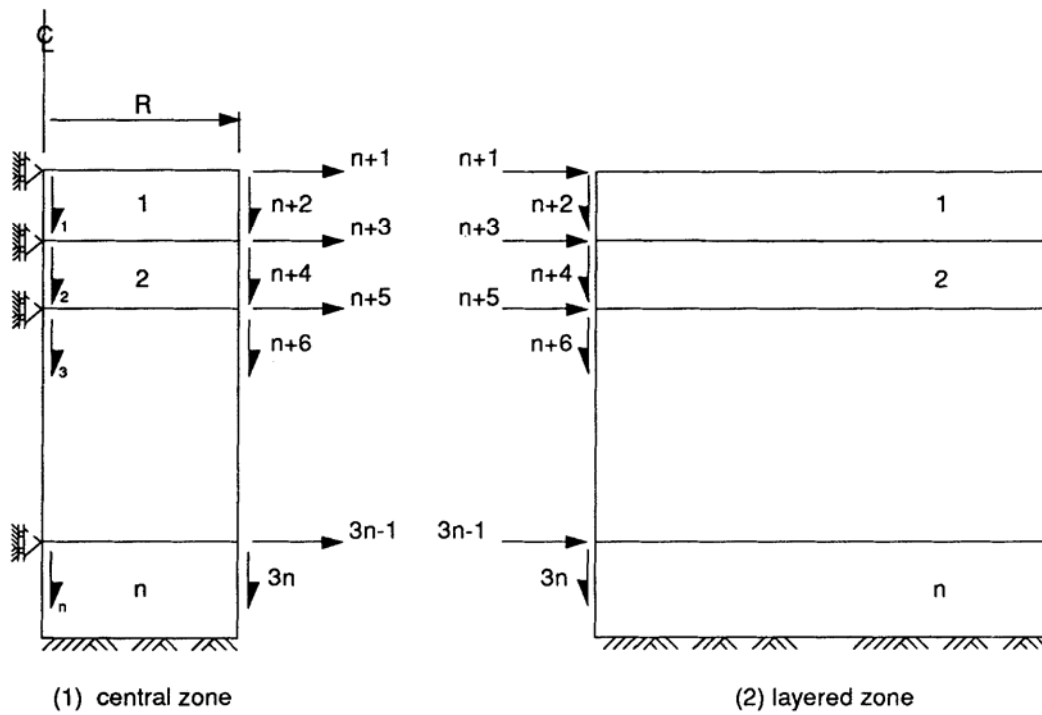 ℄
R
n+1 n+1
1 n+2 n+2 1
1 n+3 n+3
2 n+4 n+4 2
2 n+5 n+5
3 n+6 n+6
3n-1 3n-1
n 3n 3n n
n
(1) central zone (2) layered zone